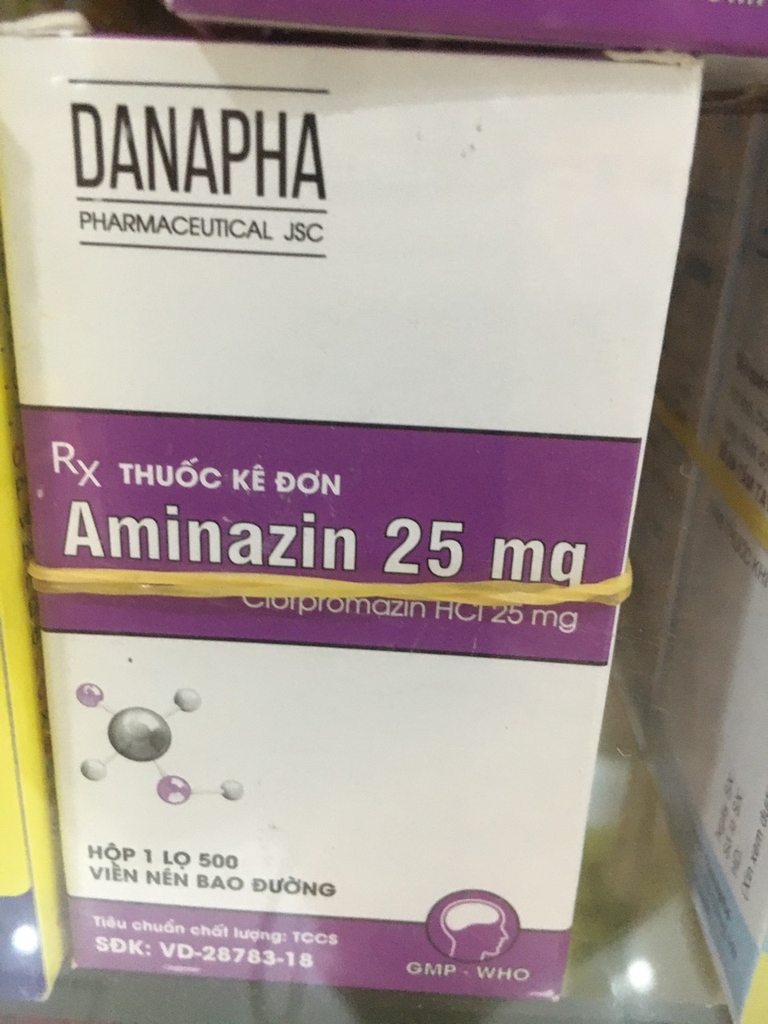 DANAPHA
PHARMACEUTICAL JSC
Rx THUỐC KÊ ĐƠN
Aminazin 25 mg
Clorpromazin HCl 25 mg
HỘP 1 LỌ 500
VIÊN NÉN BAO ĐƯỜNG
Tiêu chuẩn chất lượng: TCCS
SĐK: VD-28783-18
GMP - WHO